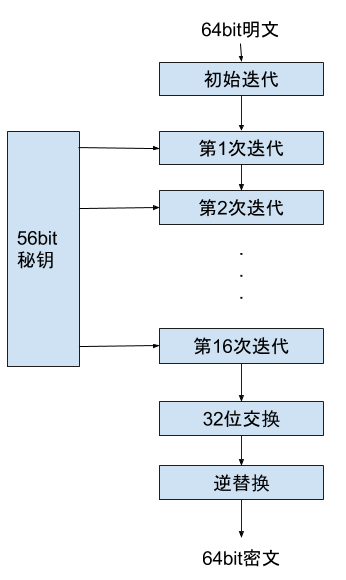 64bit明文
初始迭代
第1次迭代
第2次迭代
56bit
秘钥
.
.
.
第16次迭代
32位交换
逆替换
64bit密文